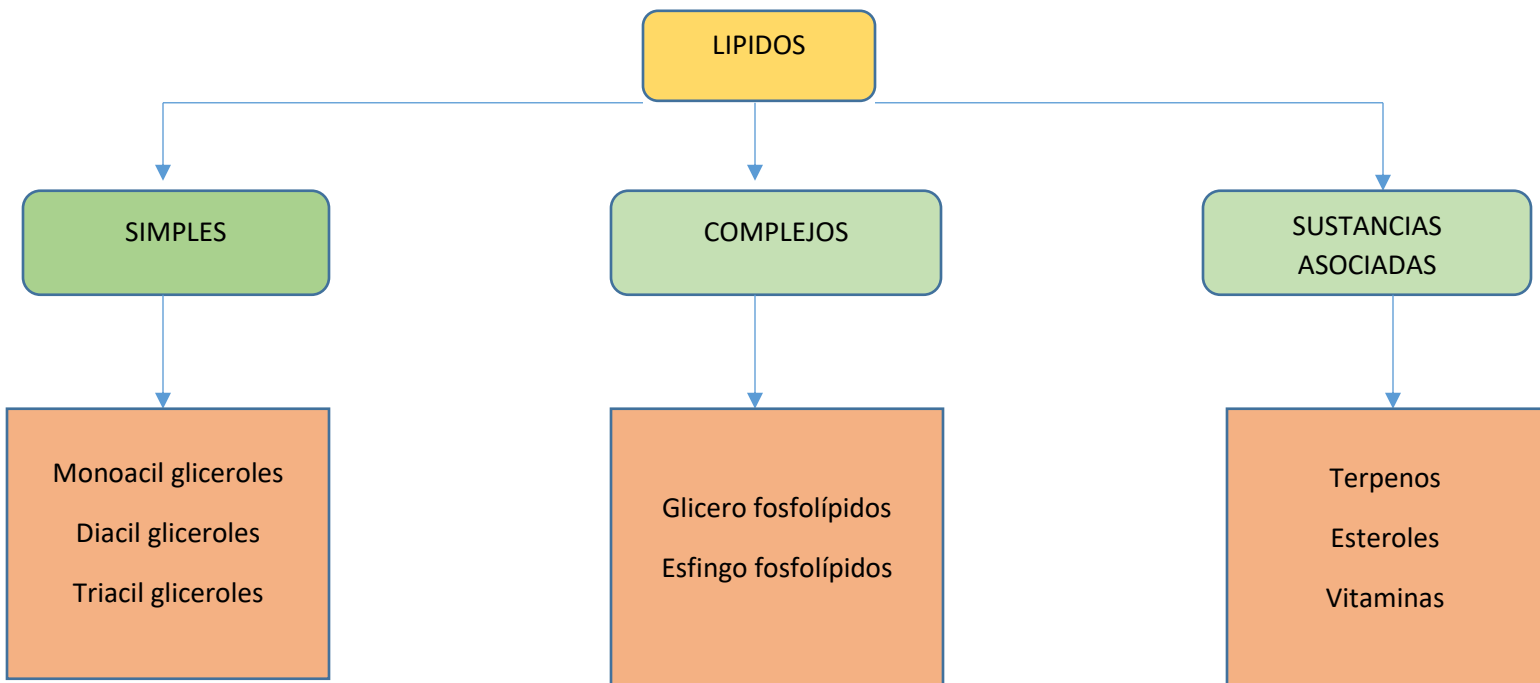 LIPIDOS
SIMPLES
COMPLEJOS
SUSTANCIAS
ASOCIADAS
Monoacil gliceroles
Diacil gliceroles
Triacil gliceroles
Glicero fosfolípidos
Esfingo fosfolípidos
Terpenos
Esteroles
Vitaminas